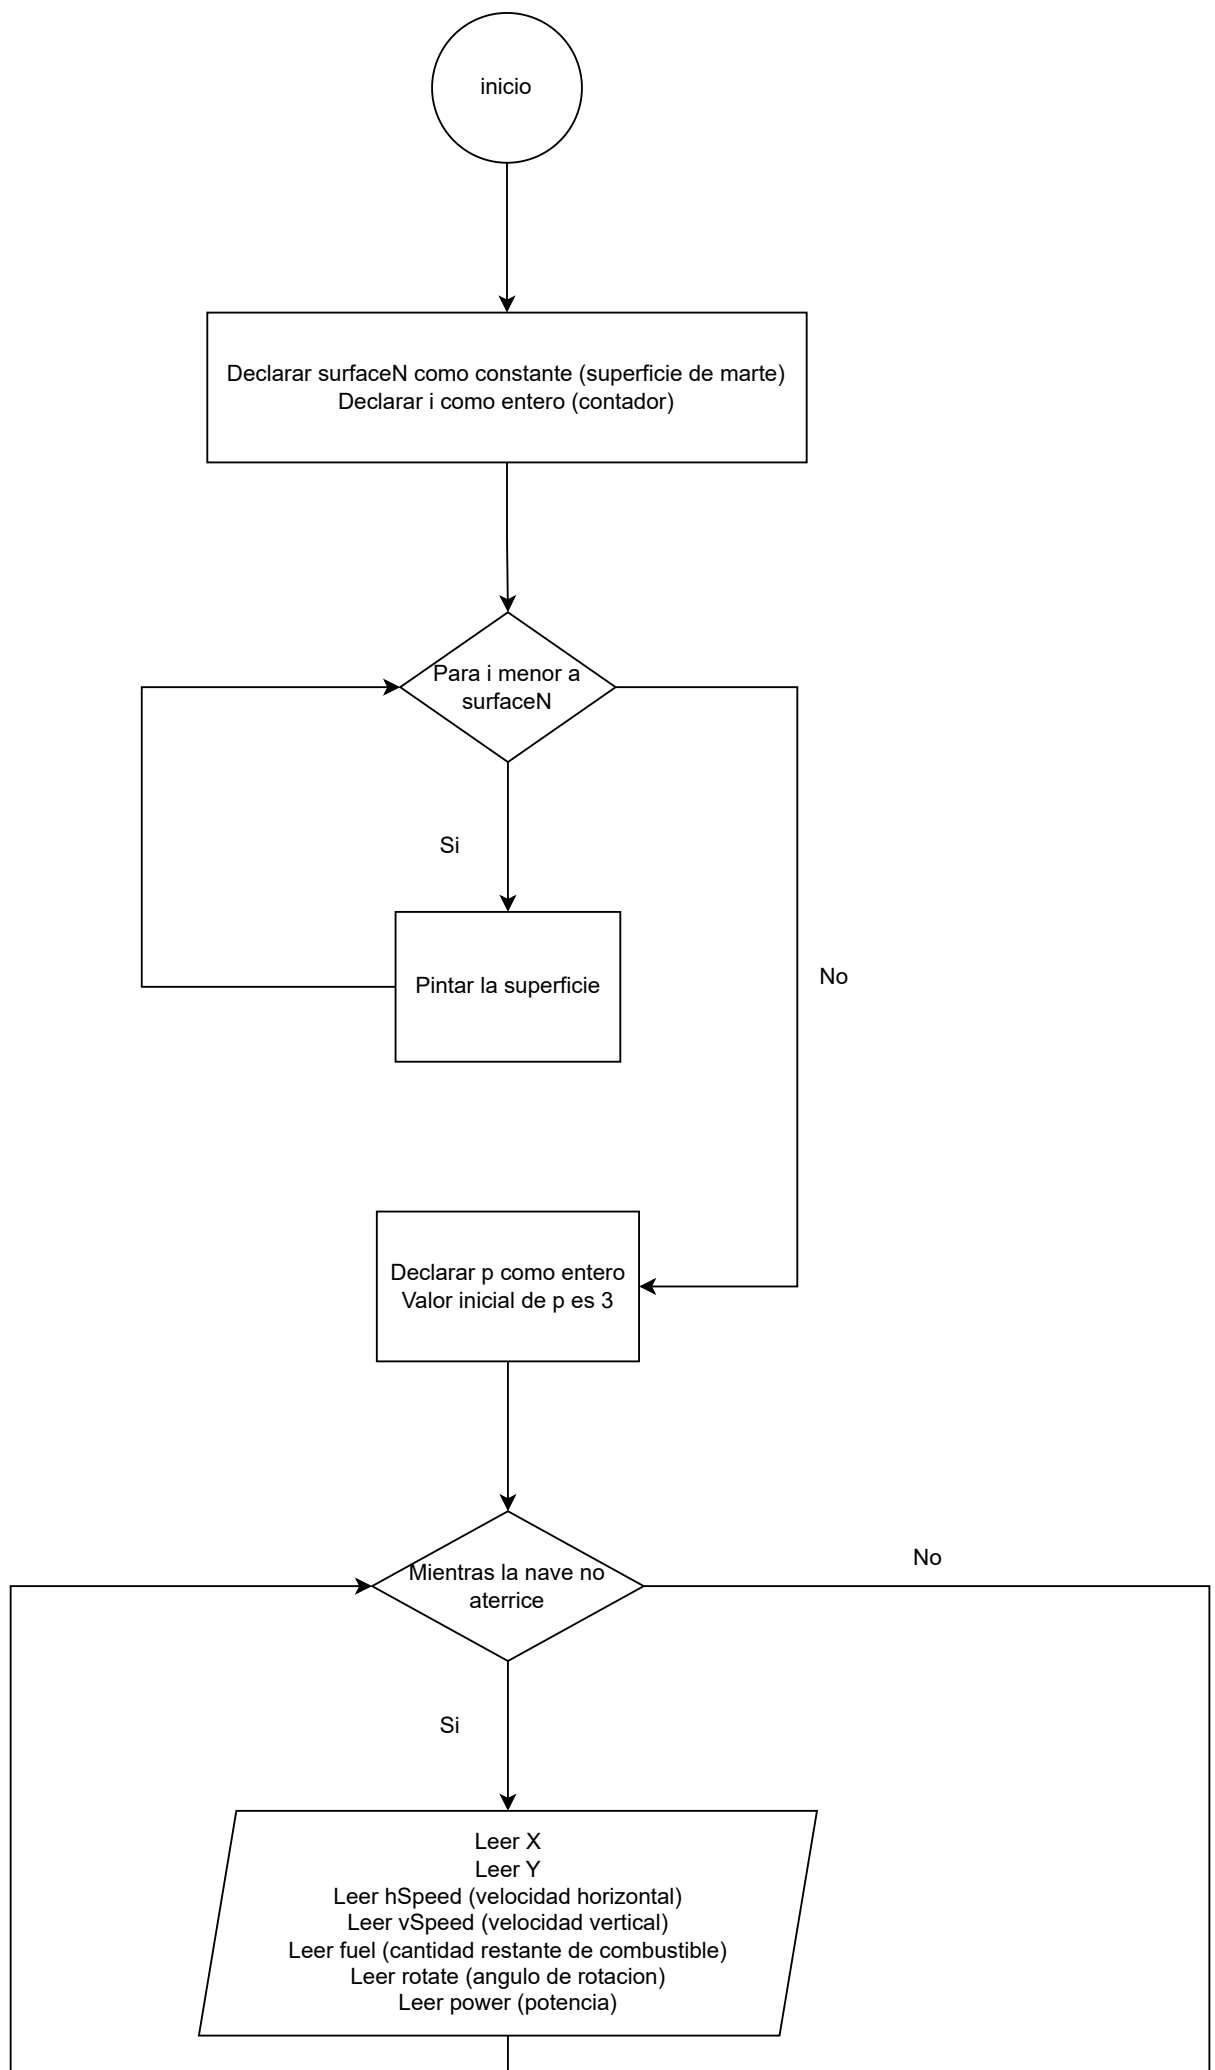 inicio
Declarar surfaceN como constante (superficie de marte)
Declarar i como entero (contador)
Para i menor a
surfaceN
Si
Pintar la superficie
No
Declarar p como entero
Valor inicial de p es 3
Mientras la nave no
aterrice
No
Si
Leer X
Leer Y
Leer hSpeed (velocidad horizontal)
Leer vSpeed (velocidad vertical)
Leer fuel (cantidad restante de combustible)
Leer rotate (angulo de rotacion)
Leer power (potencia)